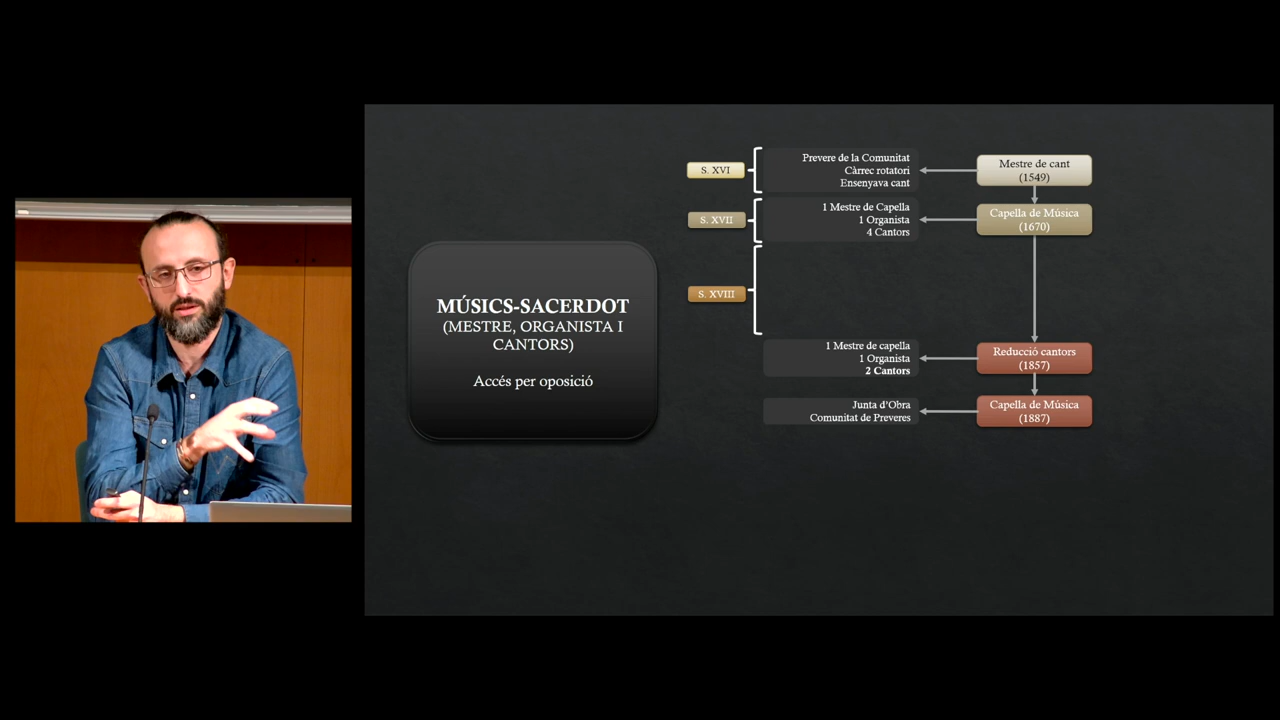 MÚSICS-SACERDOT
(MESTRE, ORGANISTA I
CANTORS)
Accés per oposició
S. XVI
Prevere de la Comunitat
Càrrec rotatori
Ensenyava cant
Mestre de cant
(1549)
S. XVII
1 Mestre de Capella
1 Organista
4 Cantors
Capella de Música
(1670)
S. XVIII
1 Mestre de capella
1 Organista
2 Cantors
Reducció cantors
(1857)
Junta d'Obra
Comunitat de Preveres
Capella de Música
(1887)